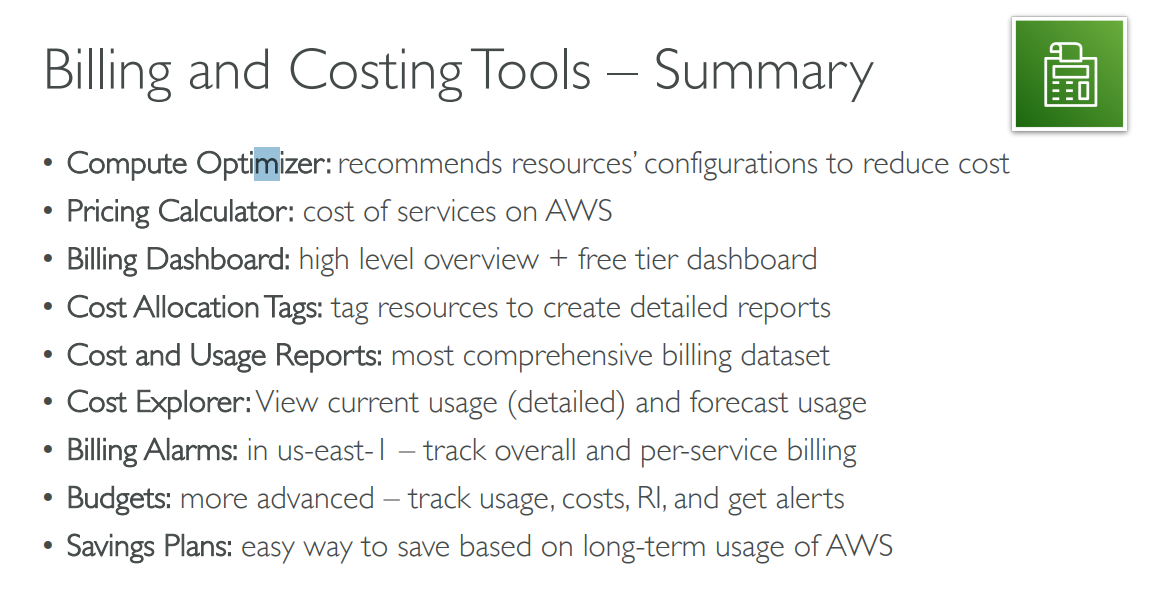 Billing and Costing Tools – Summary
• Compute Optimizer: recommends resources’ configurations to reduce cost
• Pricing Calculator: cost of services on AWS
• Billing Dashboard: high level overview + free tier dashboard
• Cost Allocation Tags: tag resources to create detailed reports
• Cost and Usage Reports: most comprehensive billing dataset
• Cost Explorer: View current usage (detailed) and forecast usage
• Billing Alarms: in us-east-1 – track overall and per-service billing
• Budgets: more advanced – track usage, costs, RI, and get alerts
• Savings Plans: easy way to save based on long-term usage of AWS